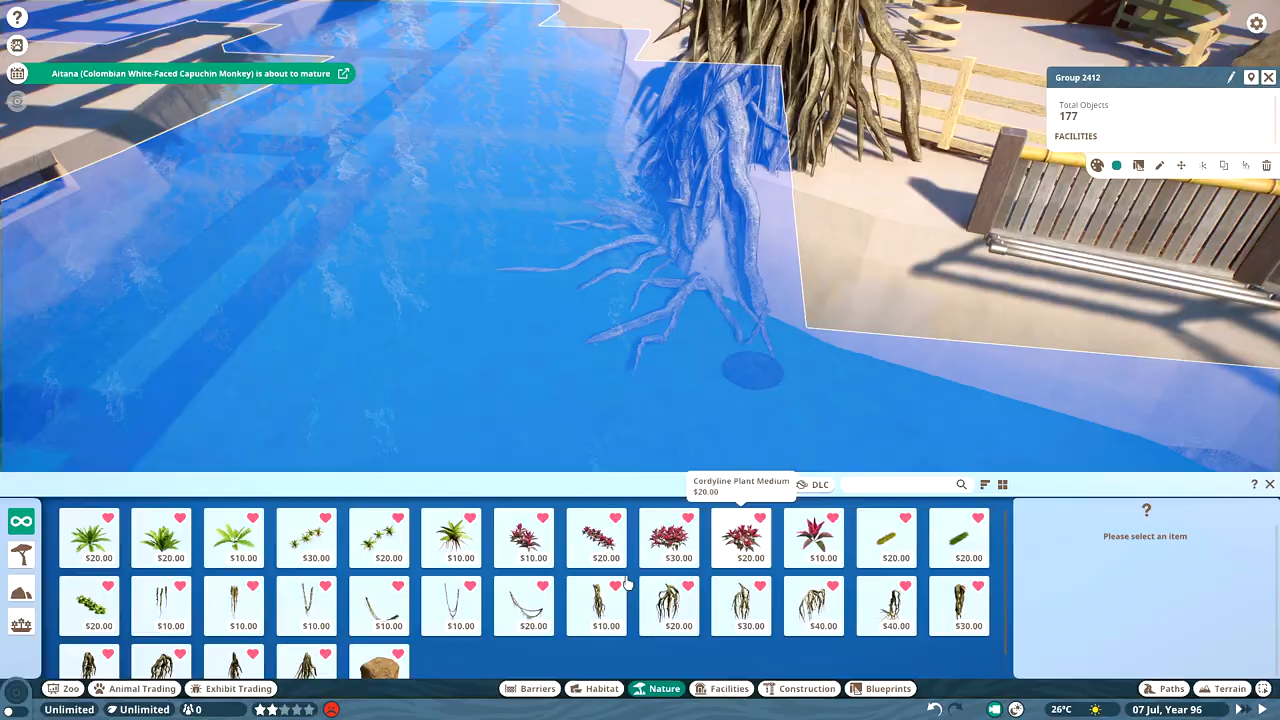 ?
Aitana (Colombian White-Faced Capuchin Monkey) is about to mature
Group 2412
Total Objects
177
FACILITIES
Cordyline Plant Medium
$20.00
DLC
?
$20.00 $20.00 $10.00 $30.00 $20.00 $10.00 $10.00 $20.00 $30.00 $20.00 $10.00 $20.00 $20.00
$20.00 $10.00 $10.00 $10.00 $10.00 $10.00 $20.00 $10.00 $20.00 $30.00 $40.00 $40.00 $30.00
?
Please select an item
Zoo Animal Trading Exhibit Trading Barriers Habitat Nature Facilities Construction Blueprints Paths Terrain
Unlimited Unlimited 0 26°C 07 Jul, Year 96